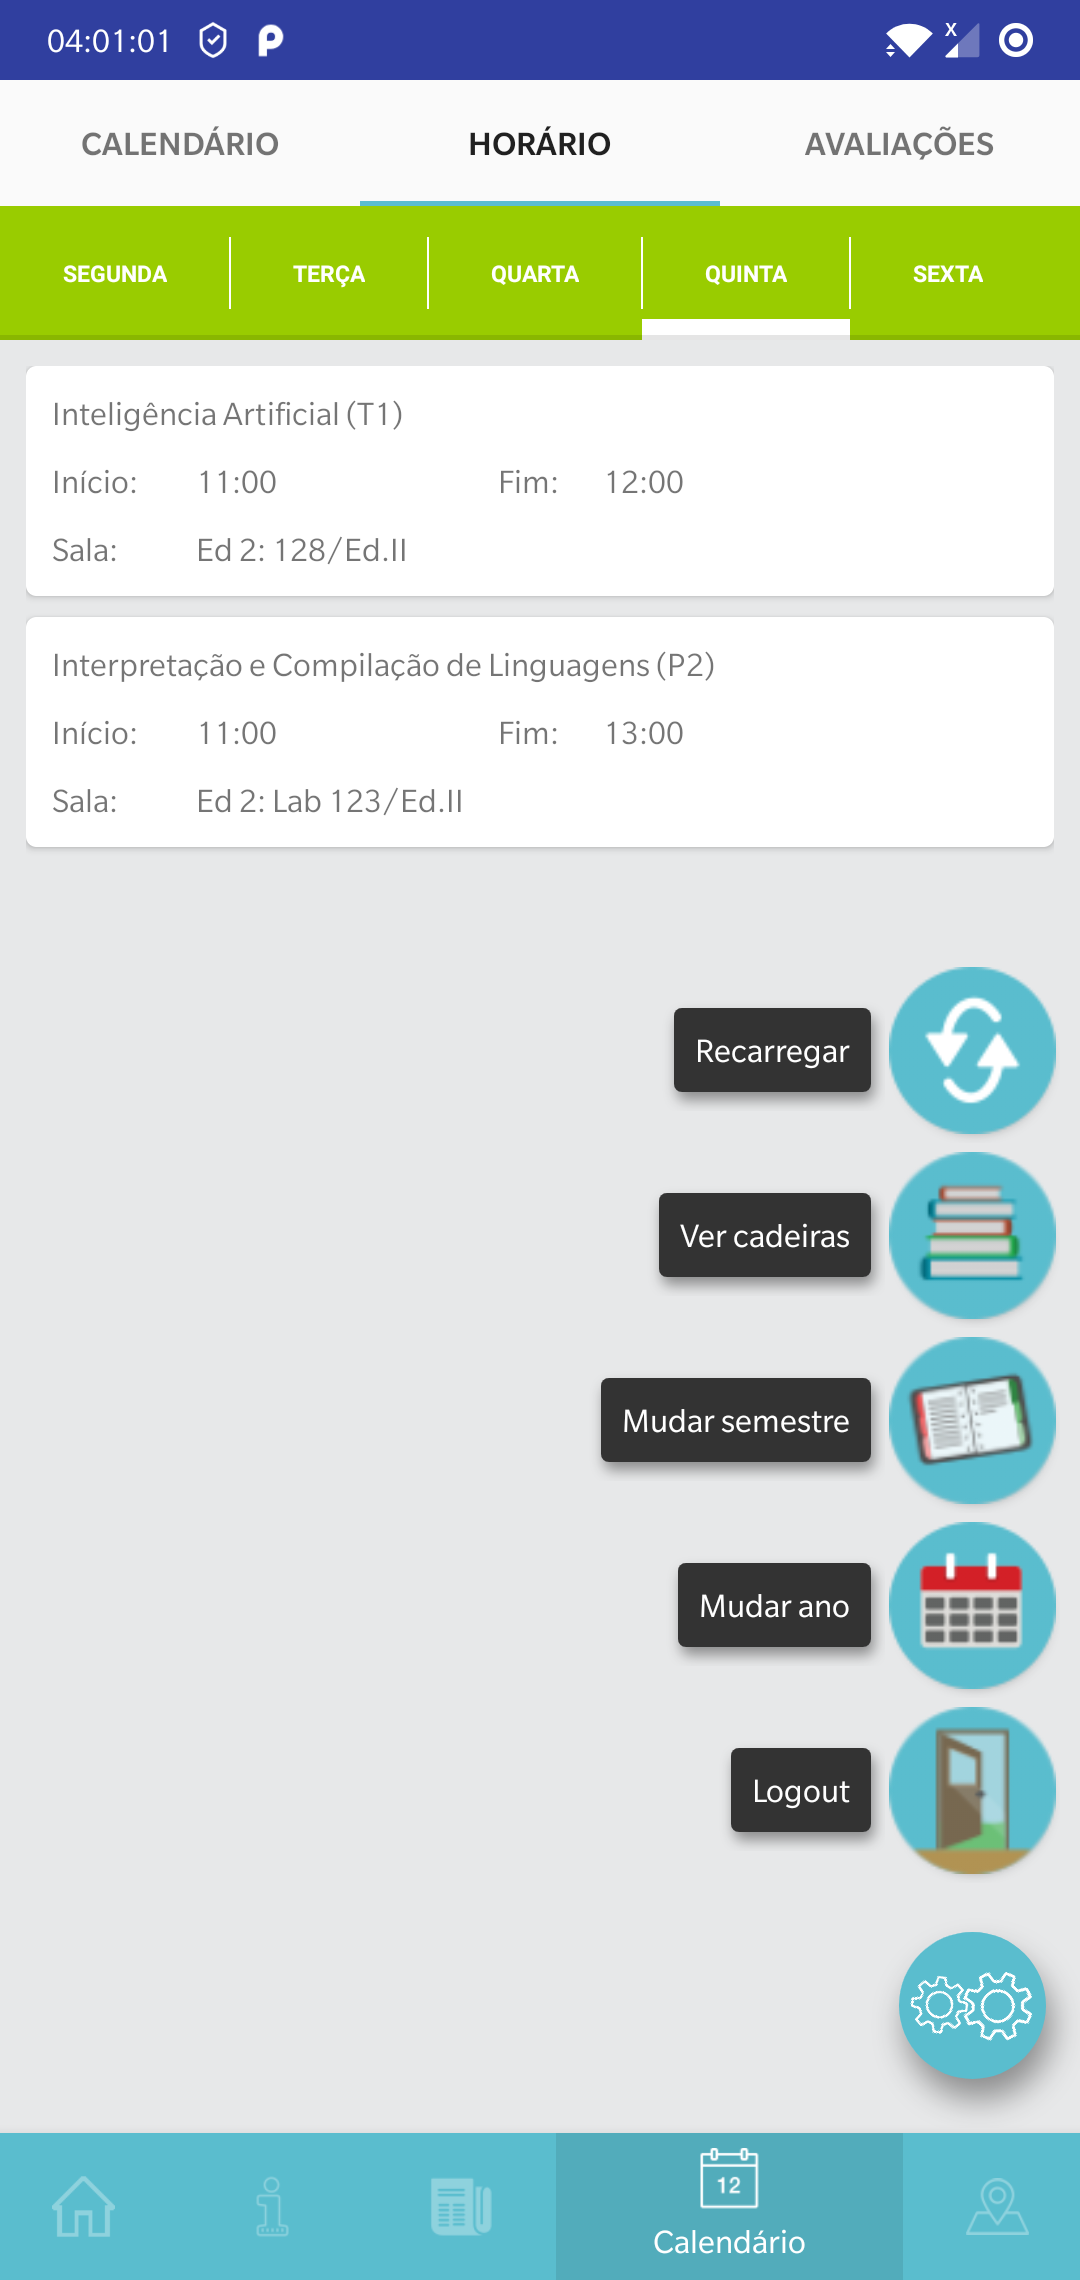 04:01:01
CALENDÁRIO HORÁRIO AVALIAÇÕES
SEGUNDA TERÇA QUARTA QUINTA SEXTA
Inteligência Artificial (T1)
Início: 11:00 Fim: 12:00
Sala: Ed 2: 128/Ed.II
Interpretação e Compilação de Linguagens (P2)
Início: 11:00 Fim: 13:00
Sala: Ed 2: Lab 123/Ed.II
Recarregar
Ver cadeiras
Mudar semestre
Mudar ano
Logout
12
Calendário